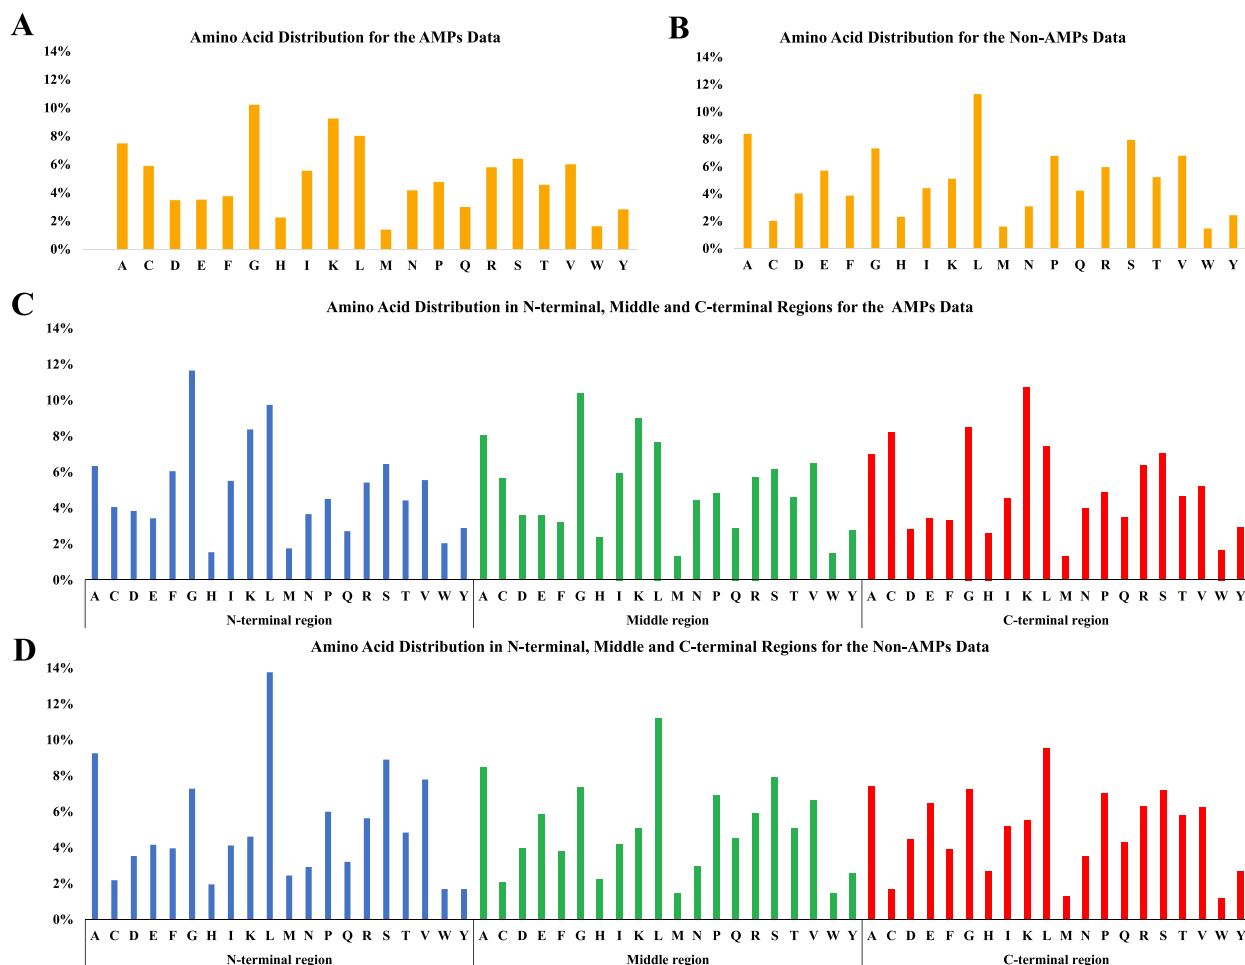 A
Amino Acid Distribution for the AMPs Data
14%
12%
10%
8%
6%
4%
2%
0%
A C D E F G H I K L M N P Q R S T V W Y
B
Amino Acid Distribution for the Non-AMPs Data
14%
12%
10%
8%
6%
4%
2%
0%
A C D E F G H I K L M N P Q R S T V W Y
C
Amino Acid Distribution in N-terminal, Middle and C-terminal Regions for the AMPs Data
14%
12%
10%
8%
6%
4%
2%
0%
A C D E F G H I K L M N P Q R S T V W Y A C D E F G H I K L M N P Q R S T V W Y A C D E F G H I K L M N P Q R S T V W Y
N-terminal region Middle region C-terminal region
D
Amino Acid Distribution in N-terminal, Middle and C-terminal Regions for the Non-AMPs Data
14%
12%
10%
8%
6%
4%
2%
0%
A C D E F G H I K L M N P Q R S T V W Y A C D E F G H I K L M N P Q R S T V W Y A C D E F G H I K L M N P Q R S T V W Y
N-terminal region Middle region C-terminal region